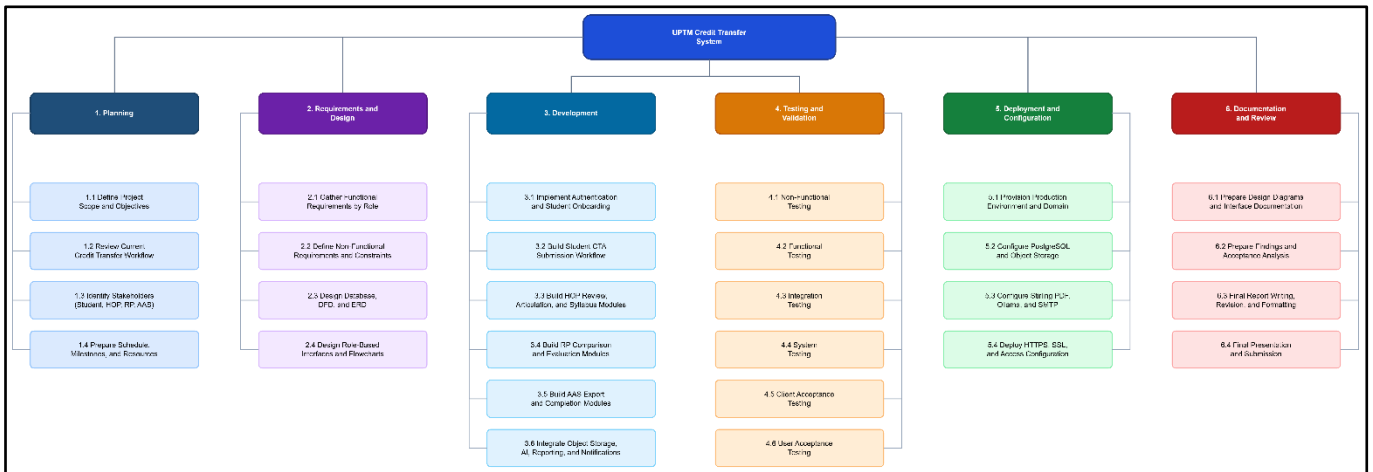 UPTM Credit Transfer
System
1. Planning
1.1 Define Project
Scope and Objectives
1.2 Review Current
Credit Transfer Workflow
1.3 Identify Stakeholders
(Student, HOP, RP, AAS)
1.4 Prepare Schedule,
Milestones, and Resources
2. Requirements and
Design
2.1 Gather Functional
Requirements by Role
2.2 Define Non-Functional
Requirements and Constraints
2.3 Design Database,
DFD, and ERD
2.4 Design Role-Based
Interfaces and Flowcharts
3. Development
3.1 Implement Authentication
and Student Onboarding
3.2 Build Student CTA
Submission Workflow
3.3 Build HOP Review,
Articulation, and Syllabus Modules
3.4 Build RP Comparison
and Evaluation Modules
3.5 Build AAS Export
and Completion Modules
3.6 Integrate Object Storage,
AI, Reporting, and Notifications
4. Testing and
Validation
4.1 Non-Functional
Testing
4.2 Functional
Testing
4.3 Integration
Testing
4.4 System
Testing
4.5 Client Acceptance
Testing
4.6 User Acceptance
Testing
5. Deployment and
Configuration
5.1 Provision Production
Environment and Domain
5.2 Configure PostgreSQL
and Object Storage
5.3 Configure Stirling PDF,
Ollama, and SMTP
5.4 Deploy HTTPS, SSL,
and Access Configuration
6. Documentation
and Review
6.1 Prepare Design Diagrams
and Interface Documentation
6.2 Prepare Findings and
Acceptance Analysis
6.3 Final Report Writing,
Revision, and Formatting
6.4 Final Presentation
and Submission